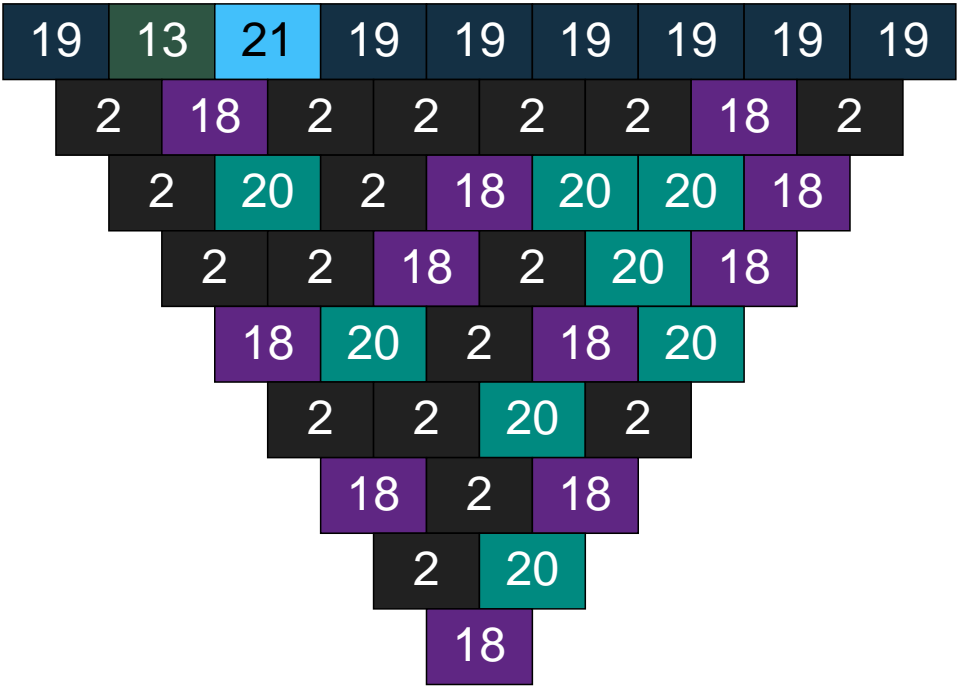 19 13 21 19 19 19 19 19 19
2 18 2 2 2 2 18 2
2 20 2 18 20 20 18
2 2 18 2 20 18
18 20 2 18 20
2 2 20 2
18 2 18
2 20
18